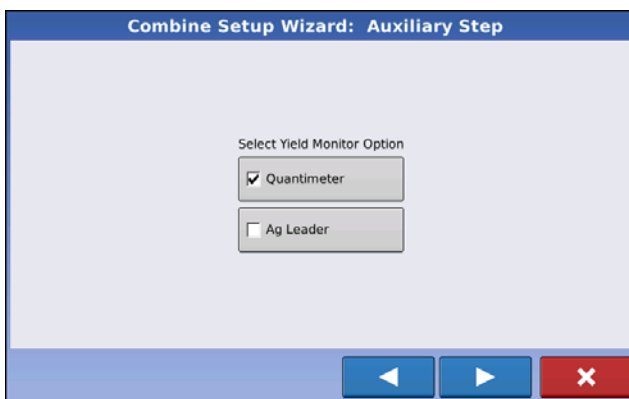 Combine Setup Wizard: Auxiliary Step
Select Yield Monitor Option
Quantimeter
Ag Leader